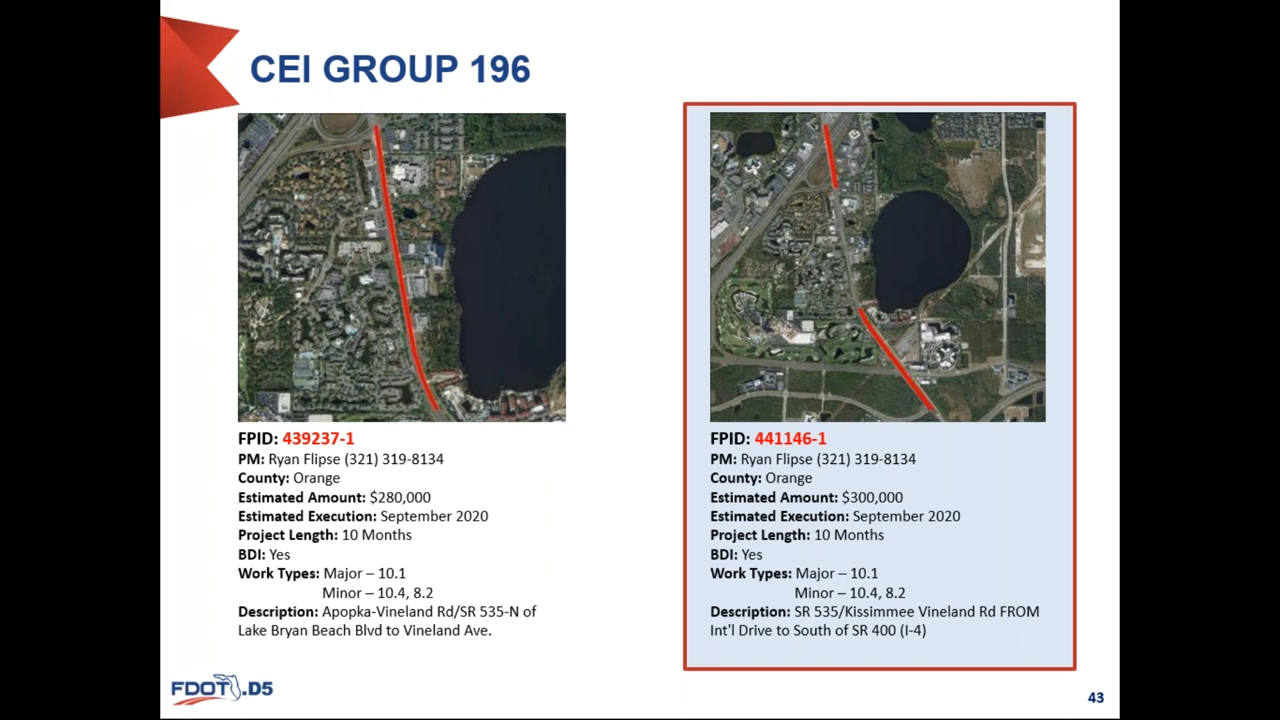 CEI GROUP 196
FPID: 439237-1
PM: Ryan Flipse (321) 319-8134
County: Orange
Estimated Amount: $280,000
Estimated Execution: September 2020
Project Length: 10 Months
BDI: Yes
Work Types: Major – 10.1
Minor – 10.4, 8.2
Description: Apopka-Vineland Rd/SR 535-N of
Lake Bryan Beach Blvd to Vineland Ave.
FPID: 441146-1
PM: Ryan Flipse (321) 319-8134
County: Orange
Estimated Amount: $300,000
Estimated Execution: September 2020
Project Length: 10 Months
BDI: Yes
Work Types: Major – 10.1
Minor – 10.4, 8.2
Description: SR 535/Kissimmee Vineland Rd FROM
Int'l Drive to South of SR 400 (I-4)
FDOT.D5
43